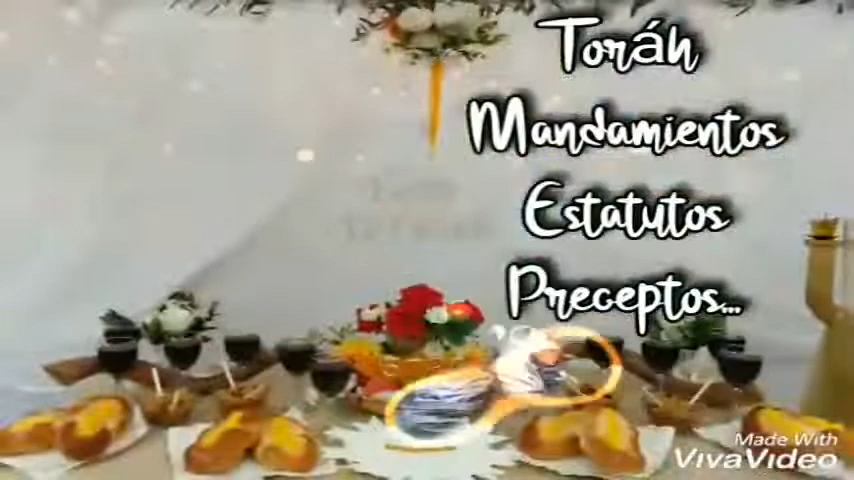 Toráh
Mandamientos
Estatutos
Preceptos...
Made With
VivaVideo